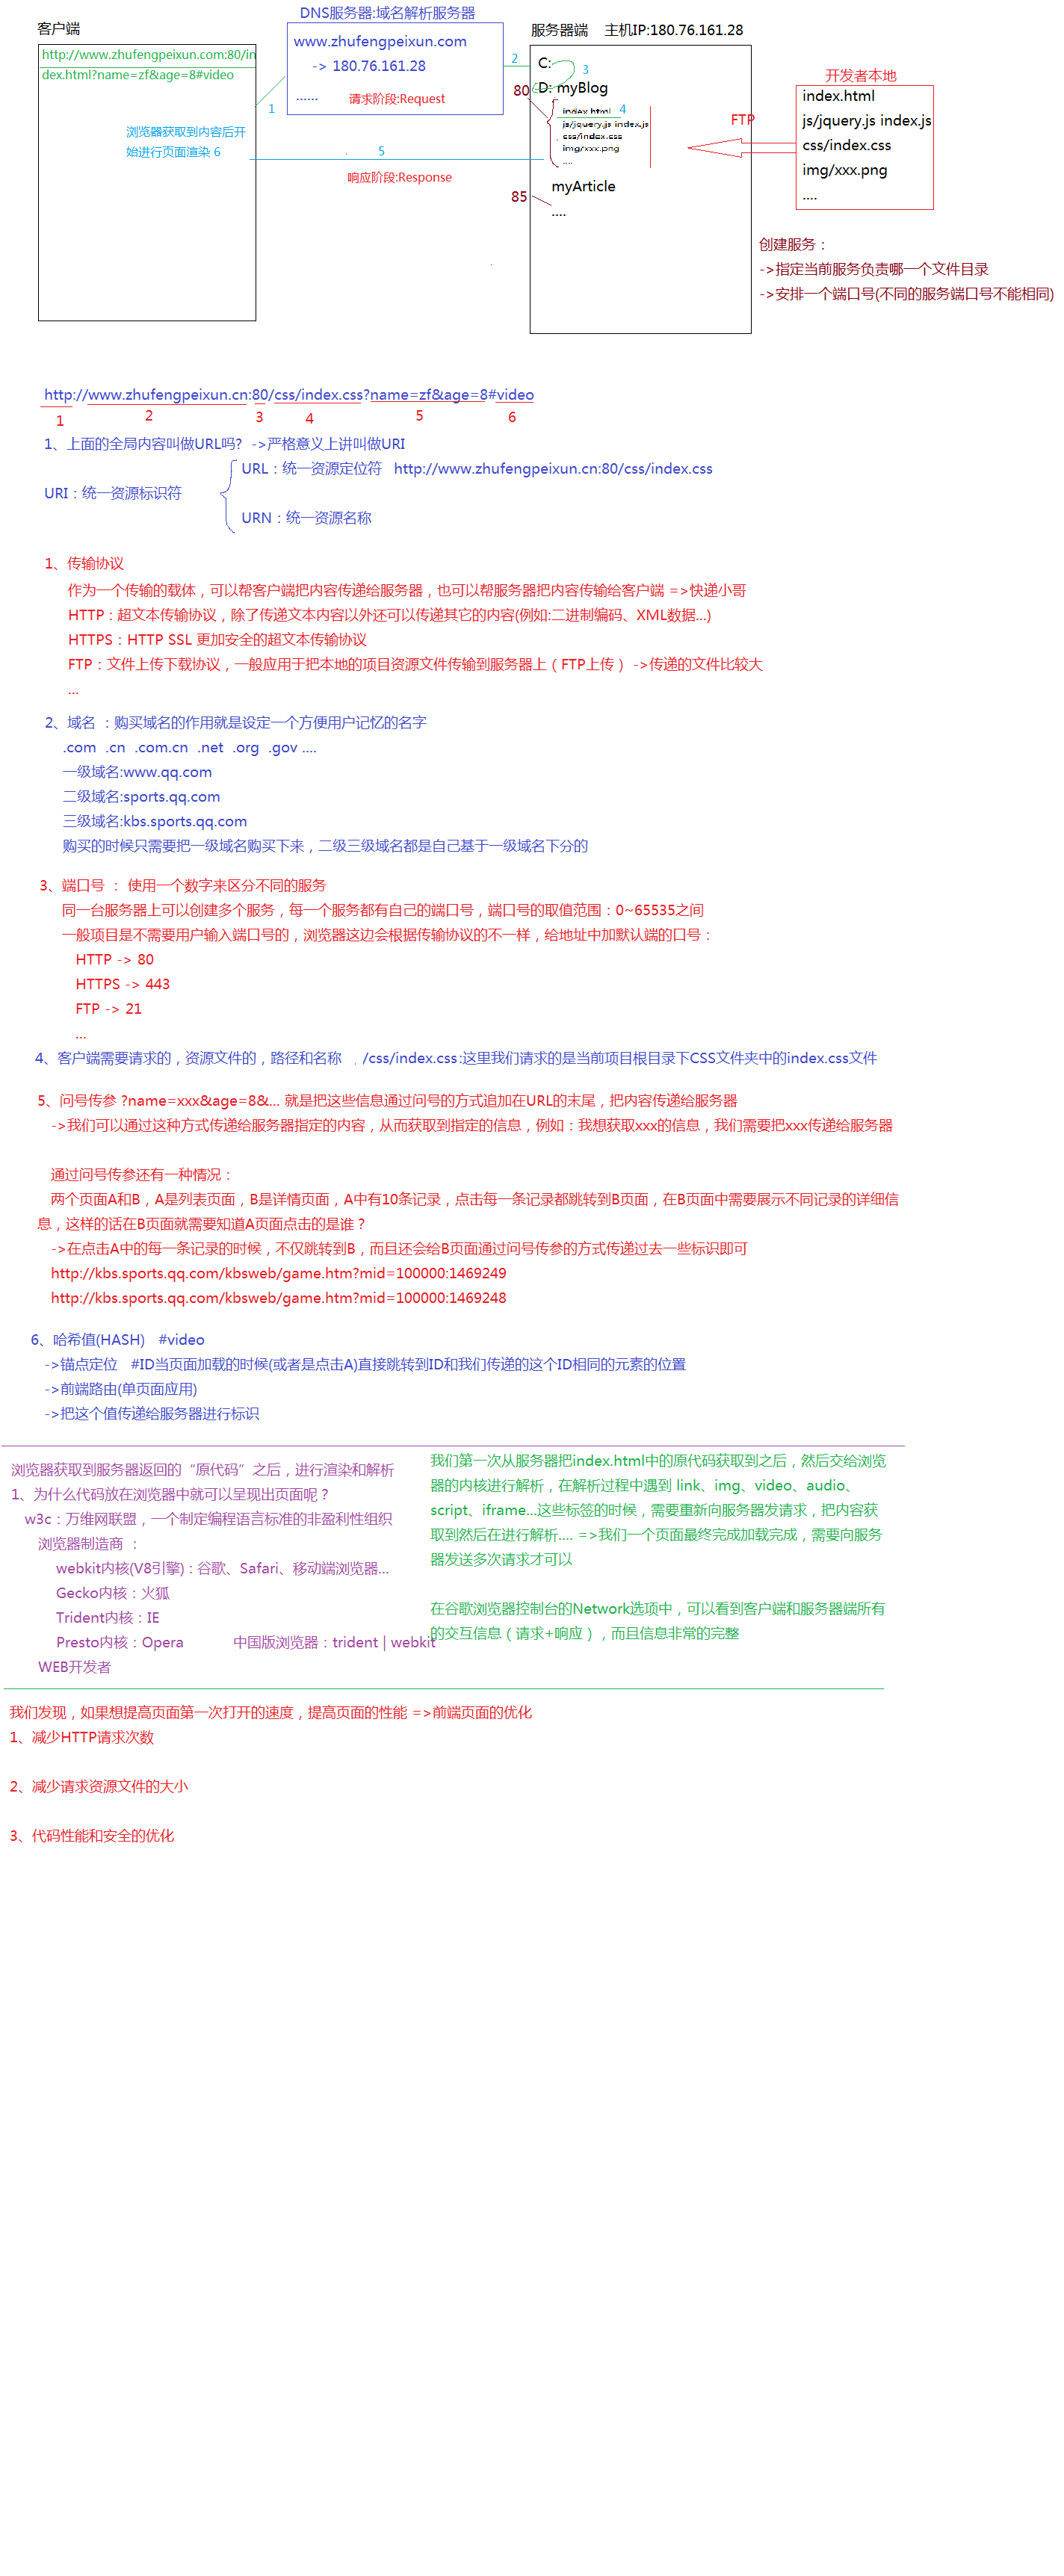 DNS服务器:域名解析服务器
客户端
服务器端 主机IP:180.76.161.28
http://www.zhufengpeixun.com:80/in
dex.html?name=zf&age=8#video
www.zhufengpeixun.com
-> 180.76.161.28
......
请求阶段:Request
1
2
浏览器获取到内容后开
始进行页面渲染 6
5
响应阶段:Response
C:
3
D: myBlog
80
4
index.html
js/jquery.js index.js
css/index.css
img/xxx.png
....
85
myArticle
....
FTP
开发者本地
index.html
js/jquery.js index.js
css/index.css
img/xxx.png
....
创建服务：
->指定当前服务负责哪一个文件目录
->安排一个端口号(不同的服务端口号不能相同)
http://www.zhufengpeixun.cn:80/css/index.css?name=zf&age=8#video
1 2 3 4 5 6
1、上面的全局内容叫做URL吗? ->严格意义上讲叫做URI
URL：统一资源定位符 http://www.zhufengpeixun.cn:80/css/index.css
URI：统一资源标识符
URN：统一资源名称
1、传输协议
作为一个传输的载体，可以帮客户端把内容传递给服务器，也可以帮服务器把内容传输给客户端 =>快递小哥
HTTP：超文本传输协议，除了传递文本内容以外还可以传递其它的内容(例如:二进制编码、XML数据...)
HTTPS：HTTP SSL 更加安全的超文本传输协议
FTP：文件上传下载协议，一般应用于把本地的项目资源文件传输到服务器上（FTP上传） ->传递的文件比较大
...
2、域名 ：购买域名的作用就是设定一个方便用户记忆的名字
.com .cn .com.cn .net .org .gov ....
一级域名:www.qq.com
二级域名:sports.qq.com
三级域名:kbs.sports.qq.com
购买的时候只需要把一级域名购买下来，二级三级域名都是自己基于一级域名下分的
3、端口号 ： 使用一个数字来区分不同的服务
同一台服务器上可以创建多个服务，每一个服务都有自己的端口号，端口号的取值范围：0~65535之间
一般项目是不需要用户输入端口号的，浏览器这边会根据传输协议的不一样，给地址中加默认端的口号：
HTTP -> 80
HTTPS -> 443
FTP -> 21
...
4、客户端需要请求的，资源文件的，路径和名称 /css/index.css:这里我们请求的是当前项目根目录下CSS文件夹中的index.css文件
5、问号传参 ?name=xxx&age=8&... 就是把这些信息通过问号的方式追加在URL的末尾，把内容传递给服务器
->我们可以通过这种方式传递给服务器指定的内容，从而获取到指定的信息，例如：我想获取xxx的信息，我们需要把xxx传递给服务器
通过问号传参还有一种情况：
两个页面A和B，A是列表页面，B是详情页面，A中有10条记录，点击每一条记录都跳转到B页面，在B页面中需要展示不同记录的详细信
息，这样的话在B页面就需要知道A页面点击的是谁？
->在点击A中的每一条记录的时候，不仅跳转到B，而且还会给B页面通过问号传参的方式传递过去一些标识即可
http://kbs.sports.qq.com/kbsweb/game.htm?mid=100000:1469249
http://kbs.sports.qq.com/kbsweb/game.htm?mid=100000:1469248
6、哈希值(HASH) #video
->锚点定位 #ID当页面加载的时候(或者是点击A)直接跳转到ID和我们传递的这个ID相同的元素的位置
->前端路由(单页面应用)
->把这个值传递给服务器进行标识
浏览器获取到服务器返回的“原代码”之后，进行渲染和解析
1、为什么代码放在浏览器中就可以呈现出页面呢？
w3c：万维网联盟，一个制定编程语言标准的非盈利性组织
浏览器制造商 ：
webkit内核(V8引擎)：谷歌、Safari、移动端浏览器...
Gecko内核：火狐
Trident内核：IE
Presto内核：Opera 中国版浏览器：trident | webkit
WEB开发者
我们第一次从服务器把index.html中的原代码获取到之后，然后交给浏览
器的内核进行解析，在解析过程中遇到 link、img、video、audio、
script、iframe...这些标签的时候，需要重新向服务器发请求，把内容获
取到然后在进行解析.... =>我们一个页面最终完成加载完成，需要向服务
器发送多次请求才可以
在谷歌浏览器控制台的Network选项中，可以看到客户端和服务器端所有
的交互信息（请求+响应），而且信息非常的完整
我们发现，如果想提高页面第一次打开的速度，提高页面的性能 =>前端页面的优化
1、减少HTTP请求次数
2、减少请求资源文件的大小
3、代码性能和安全的优化